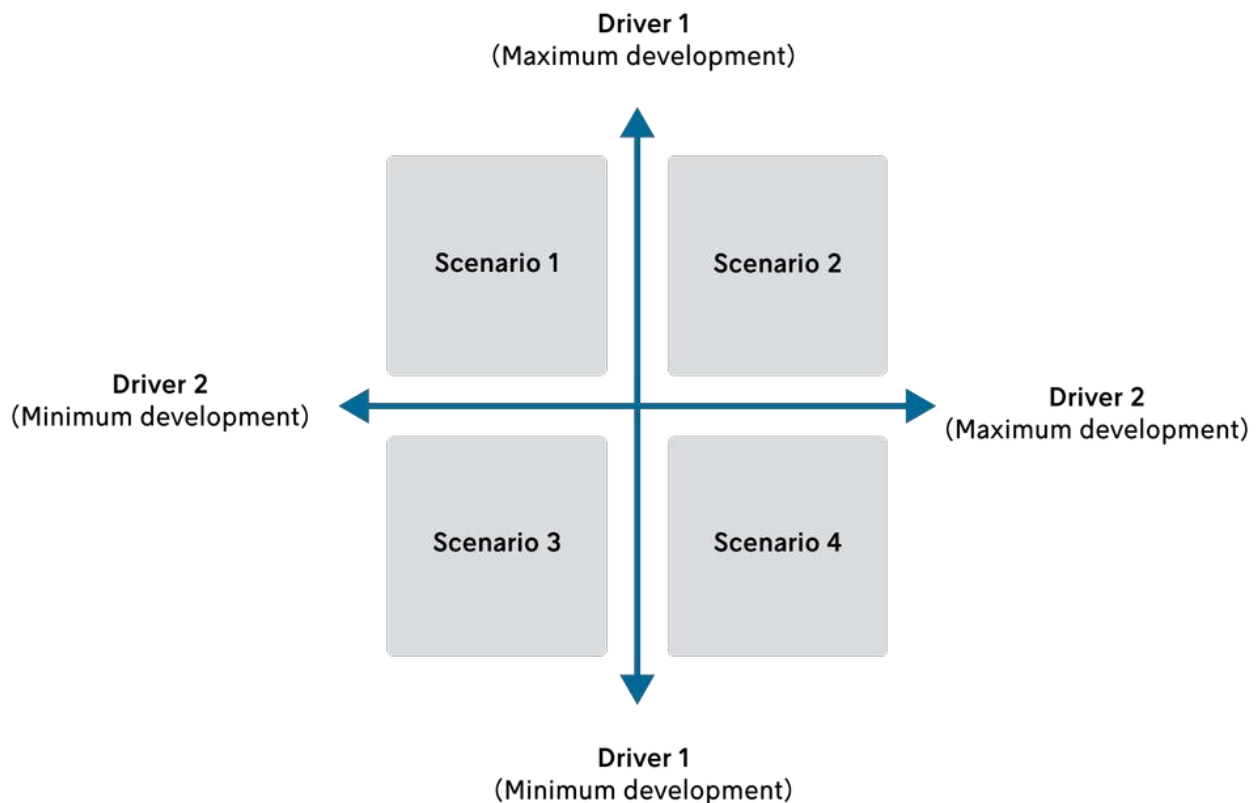 Driver 1
(Maximum development)
Scenario 1
Scenario 2
Driver 2
(Minimum development)
Driver 2
(Maximum development)
Scenario 3
Scenario 4
Driver 1
(Minimum development)